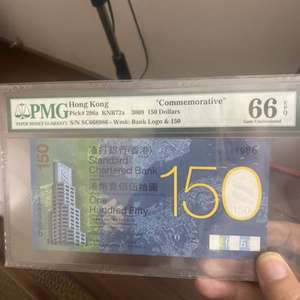 PMG
PAPER MONEY GUARANTY
Hong Kong "Commemorative"
Pick# 296a KNB72a 2009 150 Dollars
S/N SC668986 - Wmk: Bank Logo & 150
66 EPQ
Gem Uncirculated
150
渣打銀行(香港)
Standard
Chartered Bank
港幣壹佰伍拾圓
One
Hundred Fifty
150